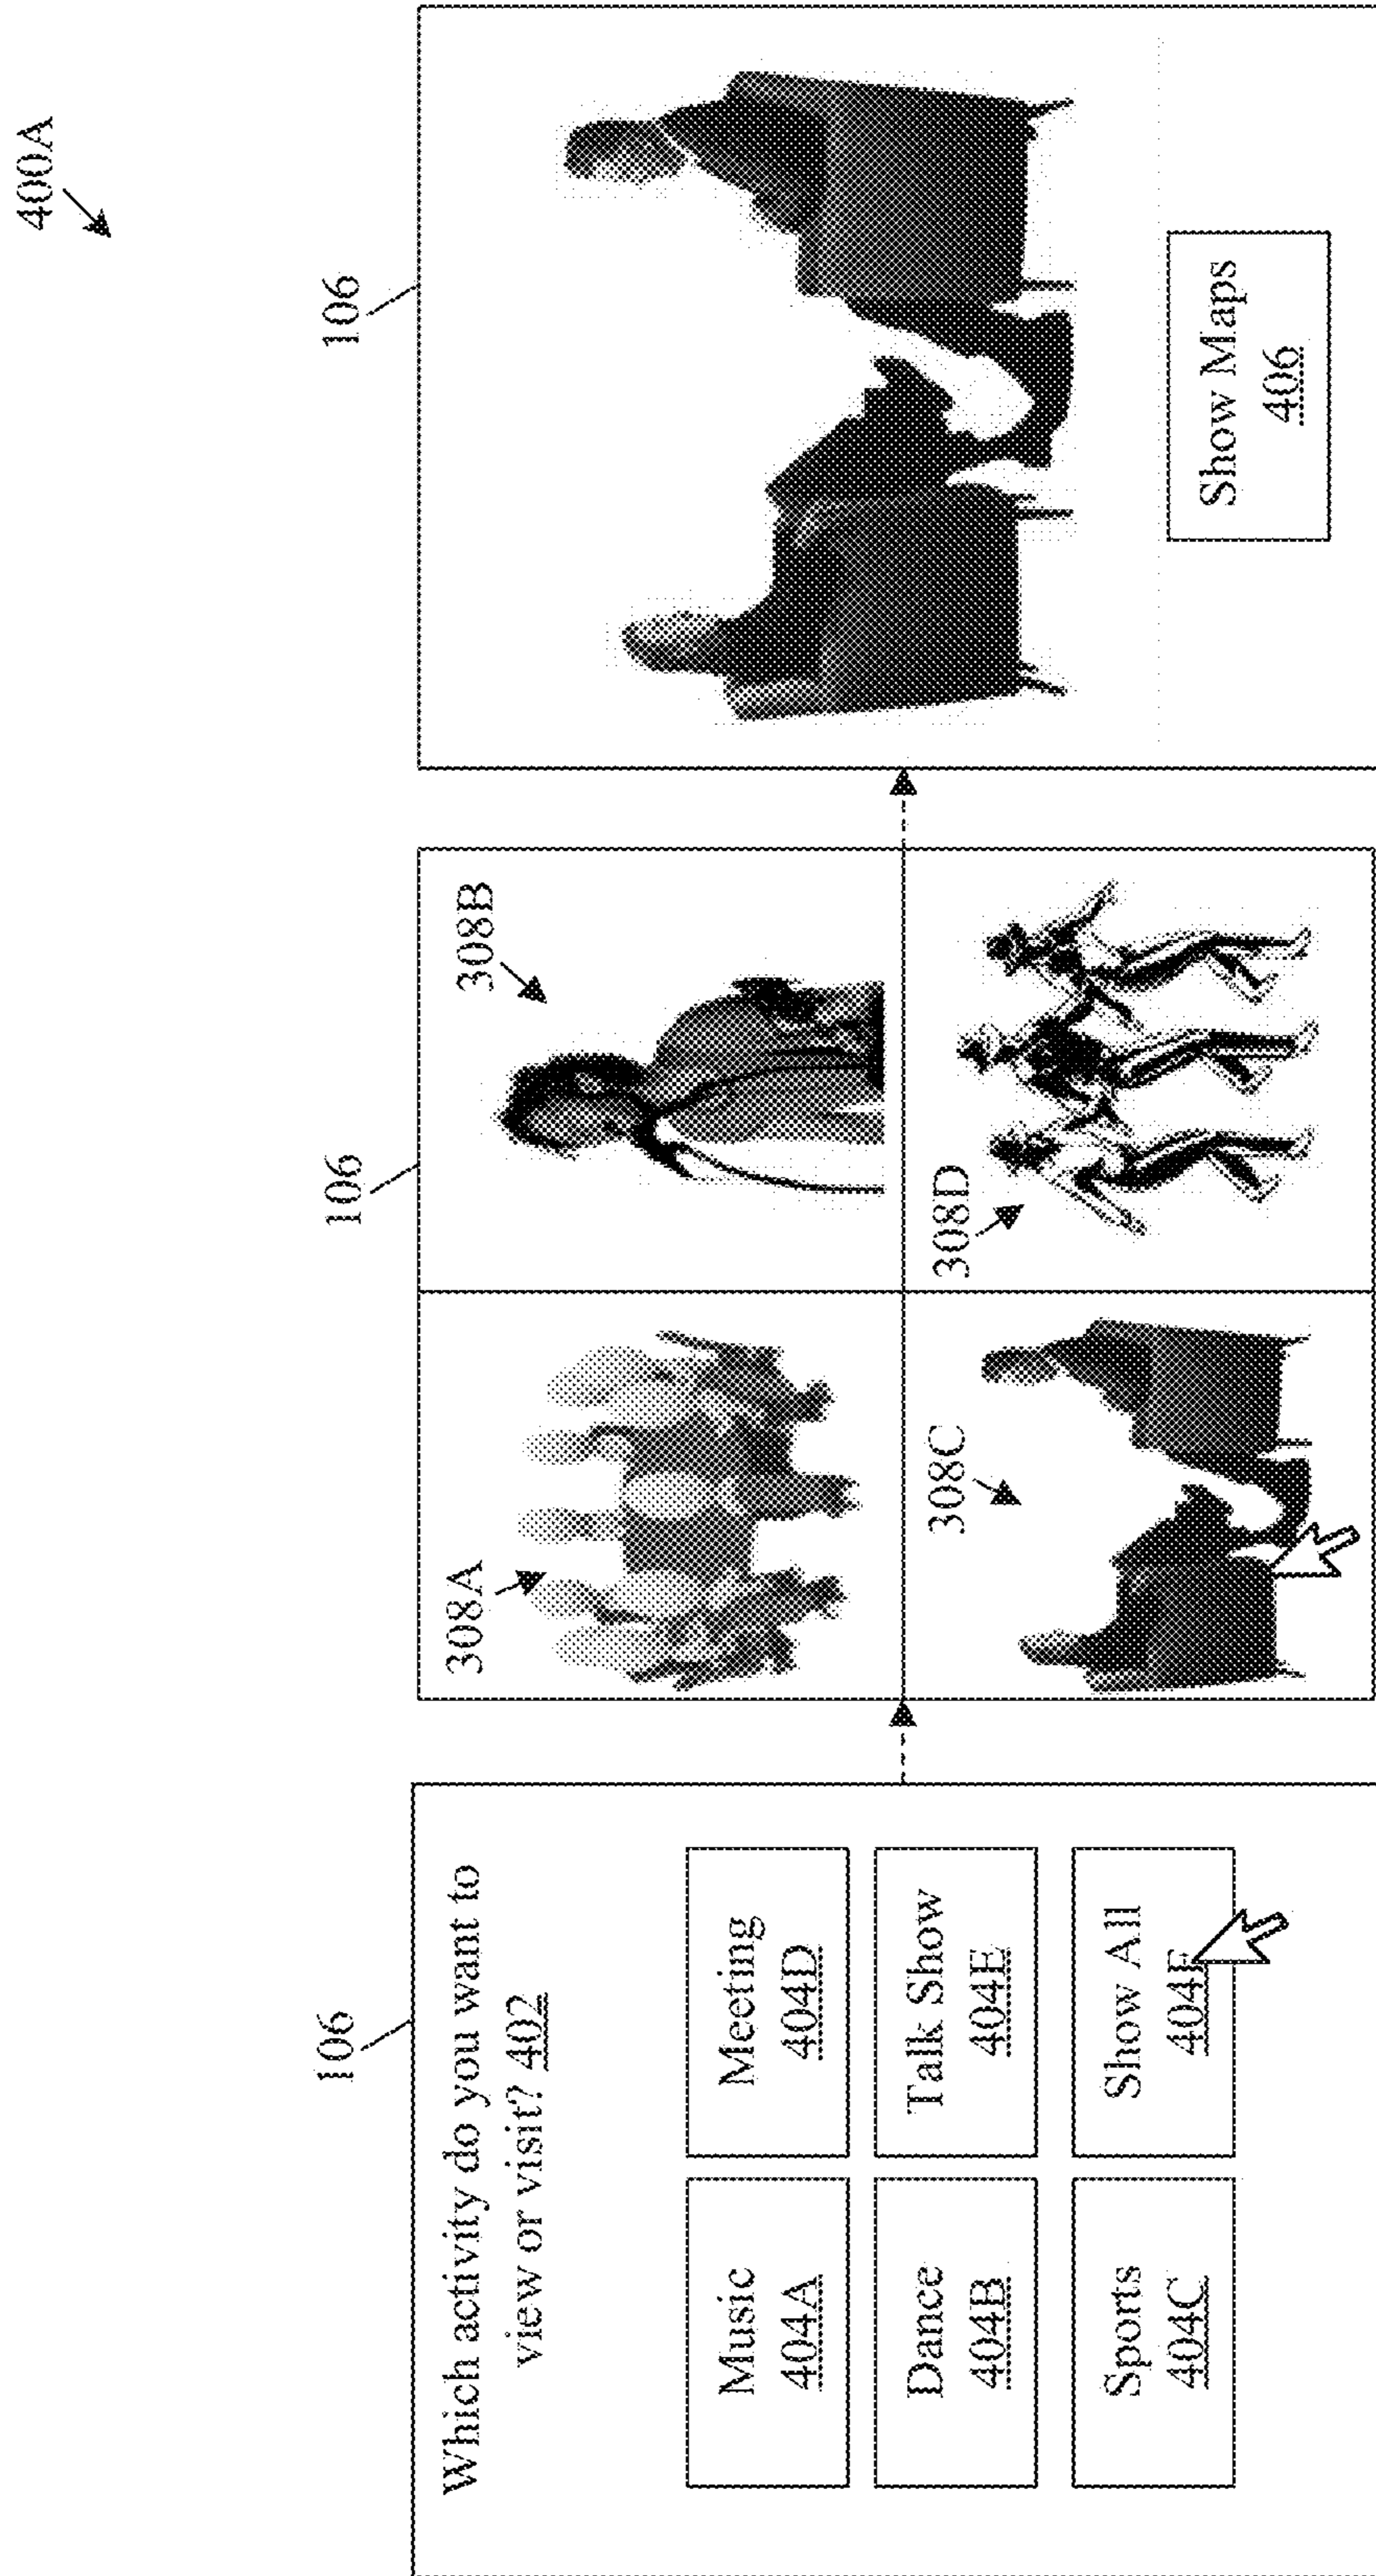 400A
106
Which activity do you want to
view or visit? 402
Music
404A
Meeting
404D
Dance
404B
Talk Show
404E
Sports
404C
Show All
404F
106
308A
308B
308C
308D
106
Show Maps
406